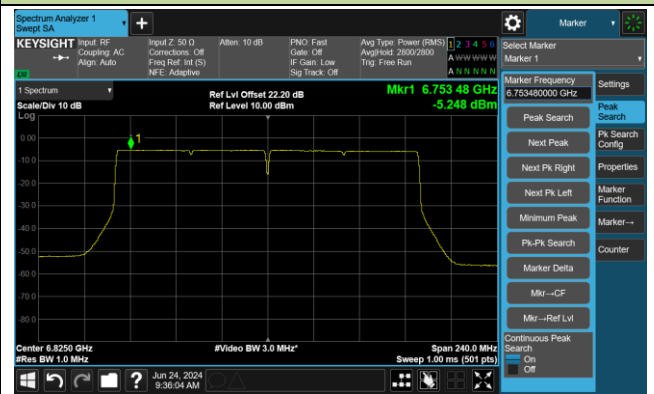 Spectrum Analyzer 1
Swept SA
Marker
KEYSIGHT
Input: RF
Coupling: AC
Align: Auto
Input Z: 50 Ω
Corrections: Off
Freq Ref: Int (S)
NFE: Adaptive
Atten: 10 dB
PNO: Fast
Gate: Off
IF Gain: Low
Sig Track: Off
Avg Type: Power (RMS)
Avg|Hold: 2800/2800
Trig: Free Run
1 2 3 4 5 6
A W W W W W
A N N N N N
LXI
Select Marker
Marker 1
1 Spectrum
Scale/Div 10 dB
Log
Ref Lvl Offset 22.20 dB
Ref Level 10.00 dBm
Mkr1 6.753 48 GHz
-5.248 dBm
1
0.00
-10.0
-20.0
-30.0
-40.0
-50.0
-60.0
-70.0
-80.0
Center 6.8250 GHz
#Res BW 1.0 MHz
#Video BW 3.0 MHz*
Span 240.0 MHz
Sweep 1.00 ms (501 pts)
Marker Frequency
6.753480000 GHz
Peak Search
Next Peak
Next Pk Right
Next Pk Left
Minimum Peak
Pk-Pk Search
Marker Delta
Mkr→CF
Mkr→Ref Lvl
Continuous Peak
Search
On
Off
Settings
Peak
Search
Pk Search
Config
Properties
Marker
Function
Marker→
Counter
Jun 24, 2024
9:36:04 AM